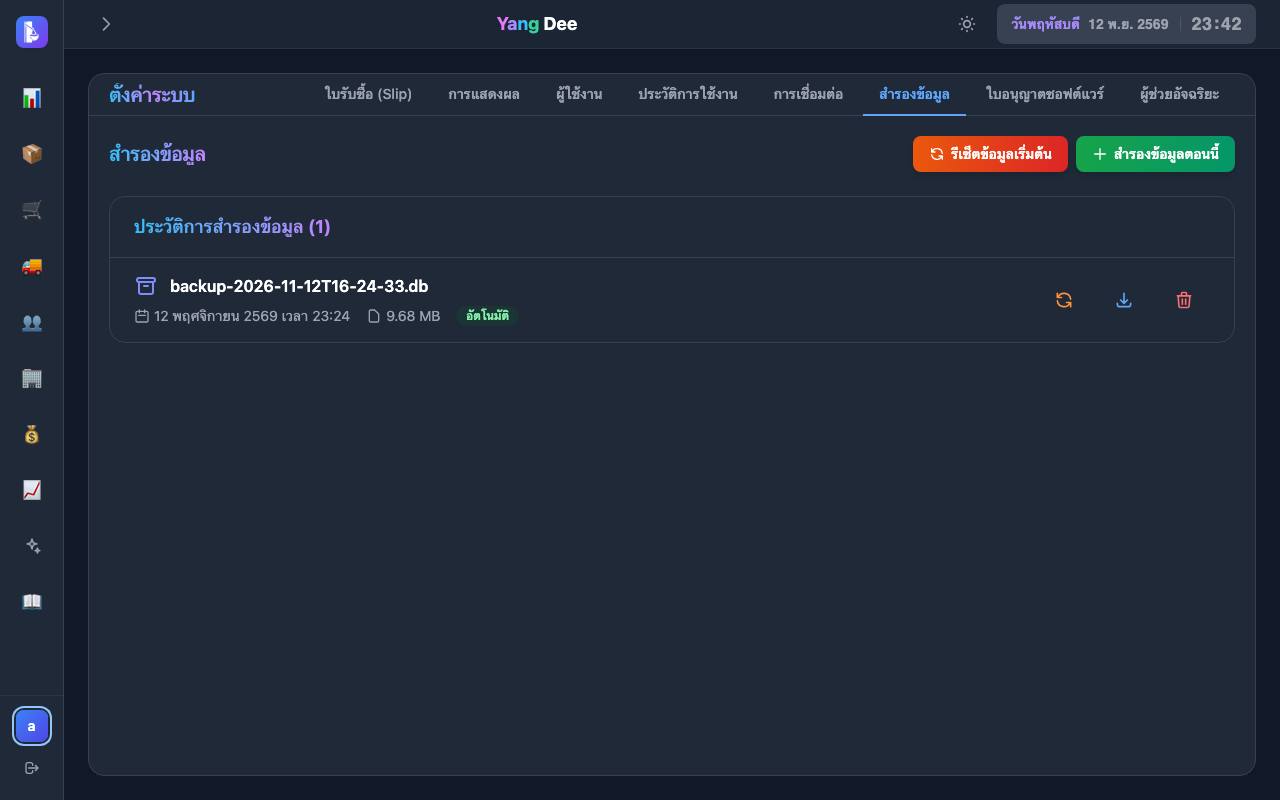 Yang Dee
วันพฤหัสบดี 12 พ.ย. 2569 23:42
ตั้งค่าระบบ
ใบรับซื้อ (Slip) การแสดงผล ผู้ใช้งาน ประวัติการใช้งาน การเชื่อมต่อ สำรองข้อมูล ใบอนุญาตซอฟต์แวร์ ผู้ช่วยอัจฉริยะ
สำรองข้อมูล
รีเซ็ตข้อมูลเริ่มต้น
สำรองข้อมูลตอนนี้
ประวัติการสำรองข้อมูล (1)
backup-2026-11-12T16-24-33.db
12 พฤศจิกายน 2569 เวลา 23:24 9.68 MB อัตโนมัติ
a